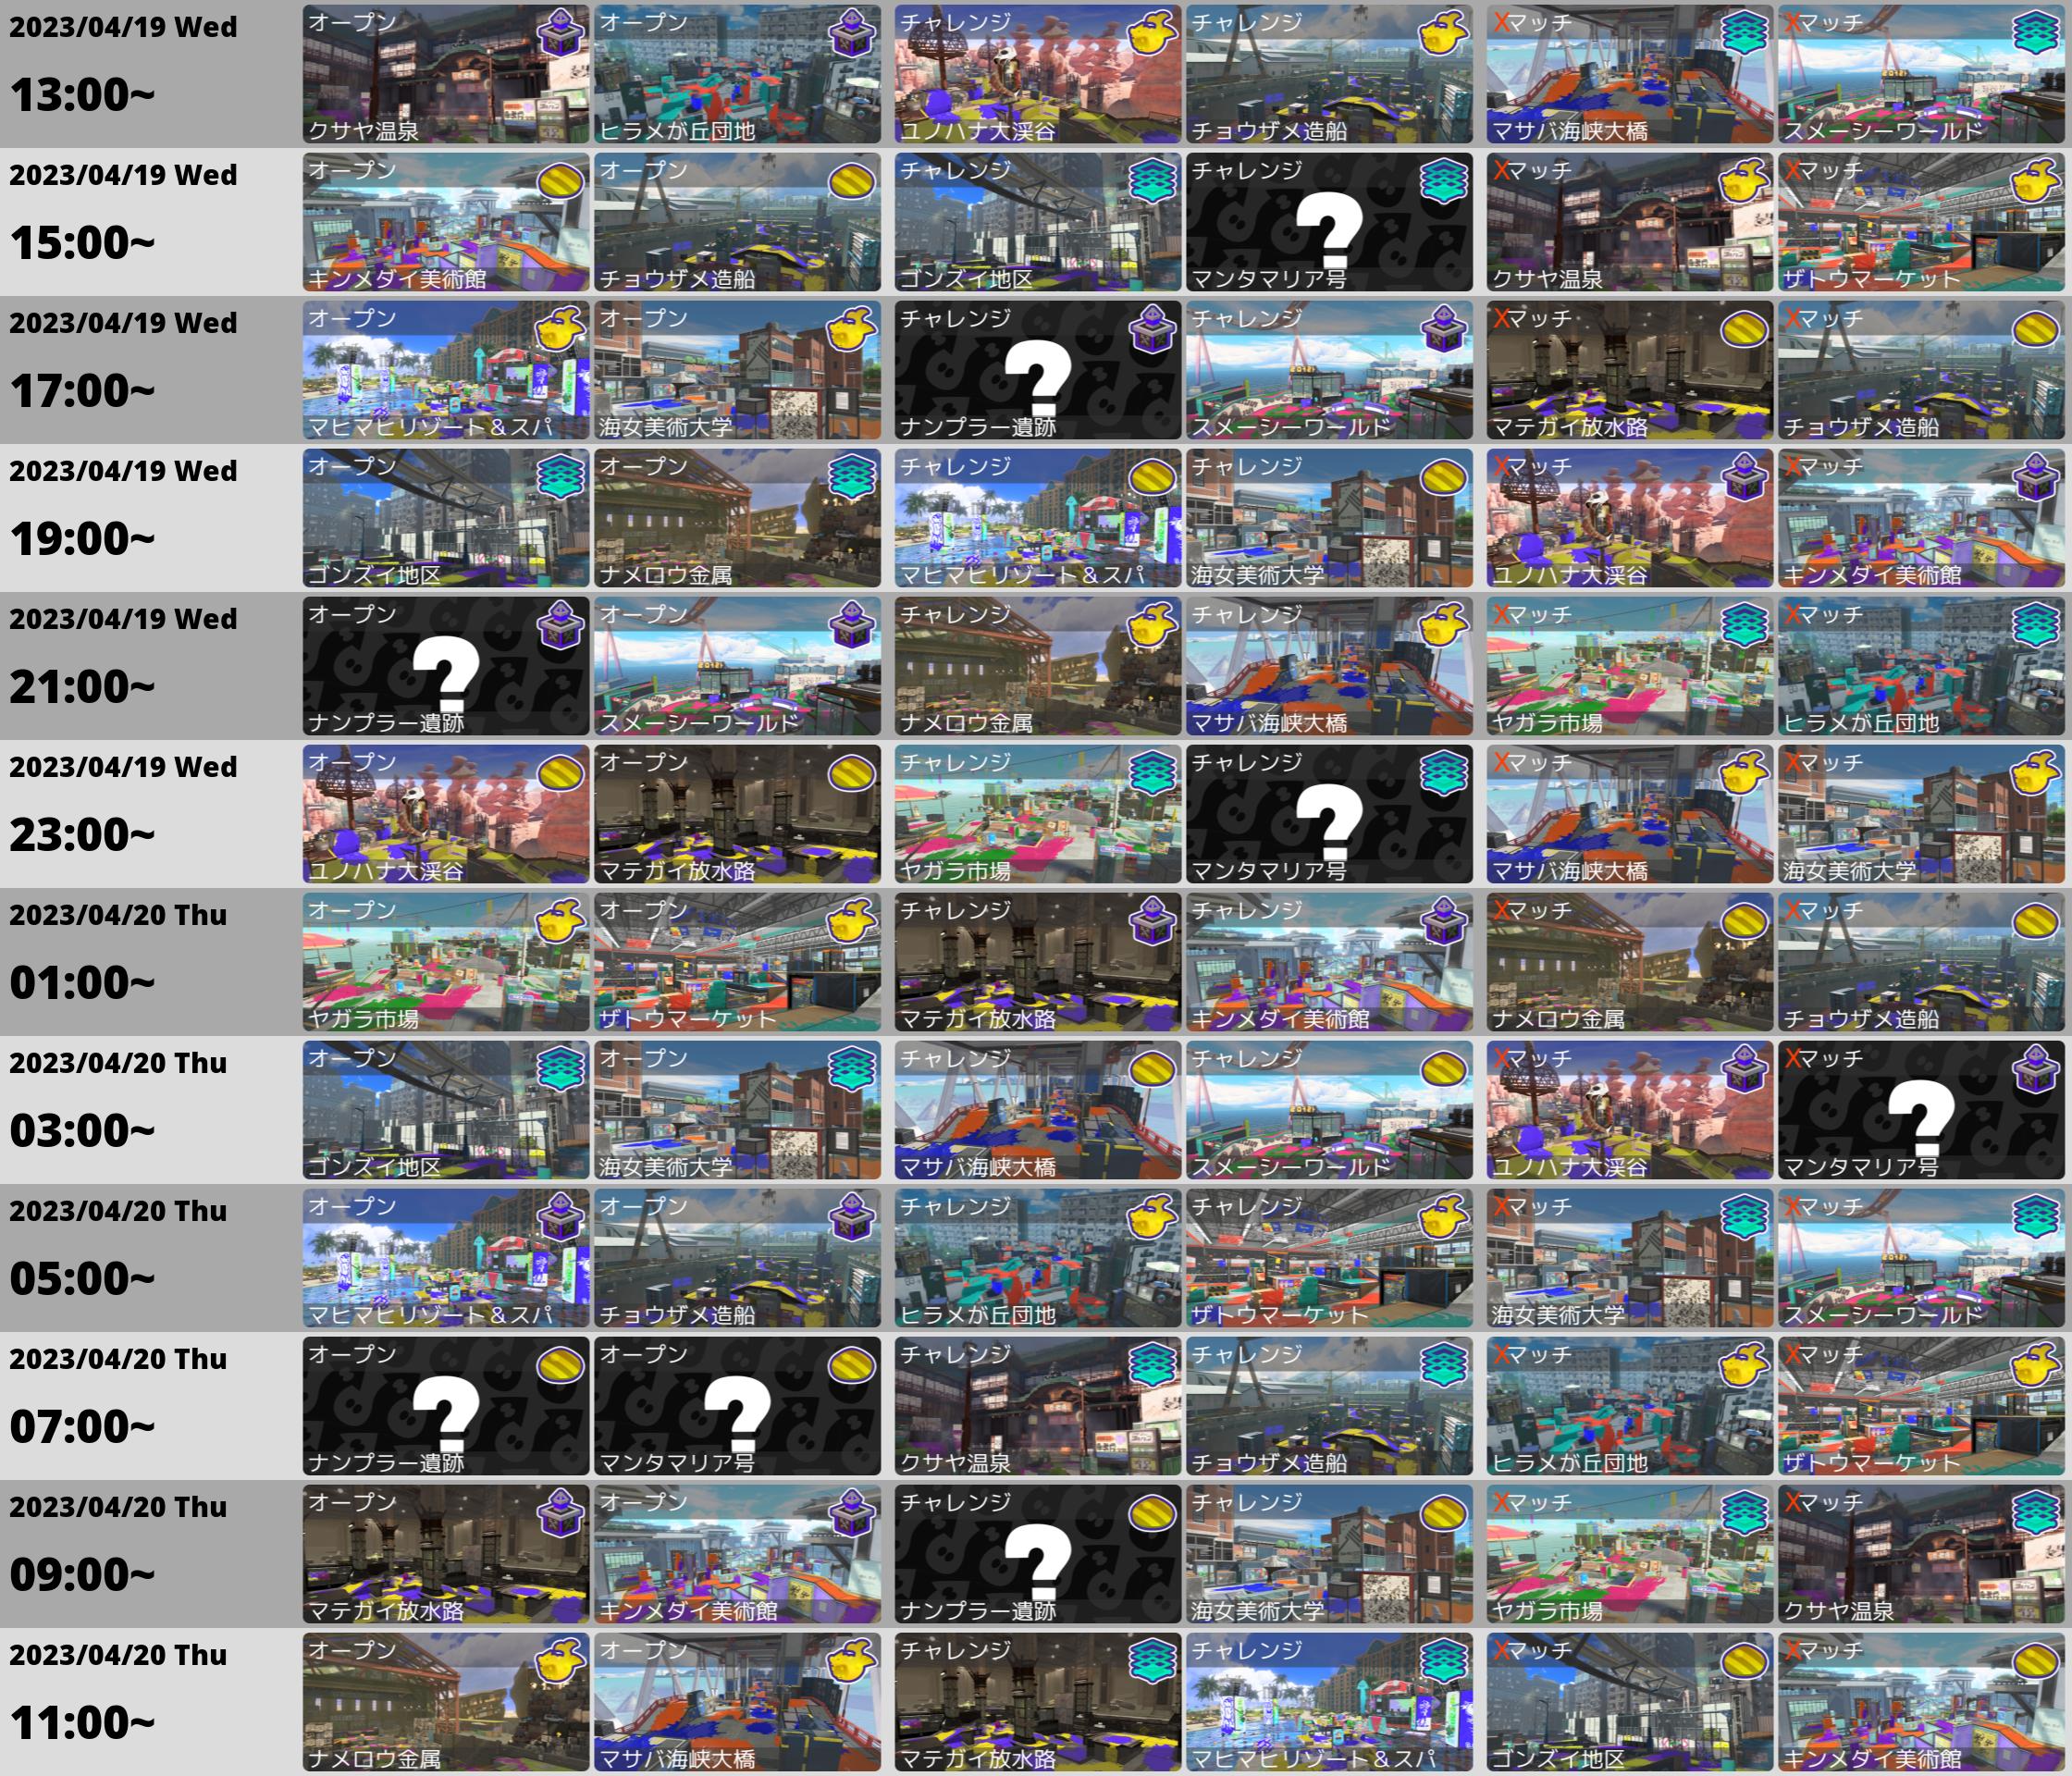 2023/04/19 Wed
13:00~
オープン オープン チャレンジ チャレンジ Xマッチ Xマッチ
クサヤ温泉 ヒラメが丘団地 ユノハナ大渓谷 チョウザメ造船 マサバ海峡大橋 スメーシーワールド
2023/04/19 Wed
15:00~
オープン オープン チャレンジ チャレンジ Xマッチ Xマッチ
キンメダイ美術館 チョウザメ造船 ゴンズイ地区 マンタマリア号 クサヤ温泉 ザトウマーケット
2023/04/19 Wed
17:00~
オープン オープン チャレンジ チャレンジ Xマッチ Xマッチ
マヒマヒリゾート＆スパ 海女美術大学 ナンプラー遺跡 スメーシーワールド マテガイ放水路 チョウザメ造船
2023/04/19 Wed
19:00~
オープン オープン チャレンジ チャレンジ Xマッチ Xマッチ
ゴンズイ地区 ナメロウ金属 マヒマヒリゾート＆スパ 海女美術大学 ユノハナ大渓谷 キンメダイ美術館
2023/04/19 Wed
21:00~
オープン オープン チャレンジ チャレンジ Xマッチ Xマッチ
ナンプラー遺跡 スメーシーワールド ナメロウ金属 マサバ海峡大橋 ヤガラ市場 ヒラメが丘団地
2023/04/19 Wed
23:00~
オープン オープン チャレンジ チャレンジ Xマッチ Xマッチ
ユノハナ大渓谷 マテガイ放水路 ヤガラ市場 マンタマリア号 マサバ海峡大橋 海女美術大学
2023/04/20 Thu
01:00~
オープン オープン チャレンジ チャレンジ Xマッチ Xマッチ
ヤガラ市場 ザトウマーケット マテガイ放水路 キンメダイ美術館 ナメロウ金属 チョウザメ造船
2023/04/20 Thu
03:00~
オープン オープン チャレンジ チャレンジ Xマッチ Xマッチ
ゴンズイ地区 海女美術大学 マサバ海峡大橋 スメーシーワールド ユノハナ大渓谷 マンタマリア号
2023/04/20 Thu
05:00~
オープン オープン チャレンジ チャレンジ Xマッチ Xマッチ
マヒマヒリゾート＆スパ チョウザメ造船 ヒラメが丘団地 ザトウマーケット 海女美術大学 スメーシーワールド
2023/04/20 Thu
07:00~
オープン オープン チャレンジ チャレンジ Xマッチ Xマッチ
ナンプラー遺跡 マンタマリア号 クサヤ温泉 チョウザメ造船 ヒラメが丘団地 ザトウマーケット
2023/04/20 Thu
09:00~
オープン オープン チャレンジ チャレンジ Xマッチ Xマッチ
マテガイ放水路 キンメダイ美術館 ナンプラー遺跡 海女美術大学 ヤガラ市場 クサヤ温泉
2023/04/20 Thu
11:00~
オープン オープン チャレンジ チャレンジ Xマッチ Xマッチ
ナメロウ金属 マサバ海峡大橋 マテガイ放水路 マヒマヒリゾート＆スパ ゴンズイ地区 キンメダイ美術館